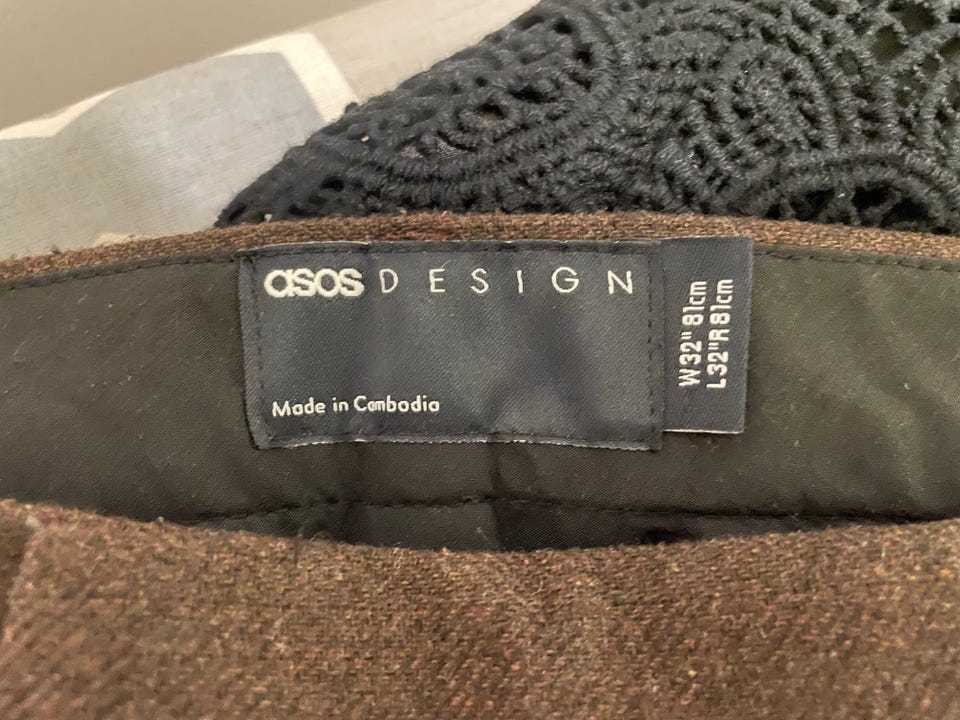 asos DESIGN
Made in Cambodia
W32" 81cm
L32"R 81cm